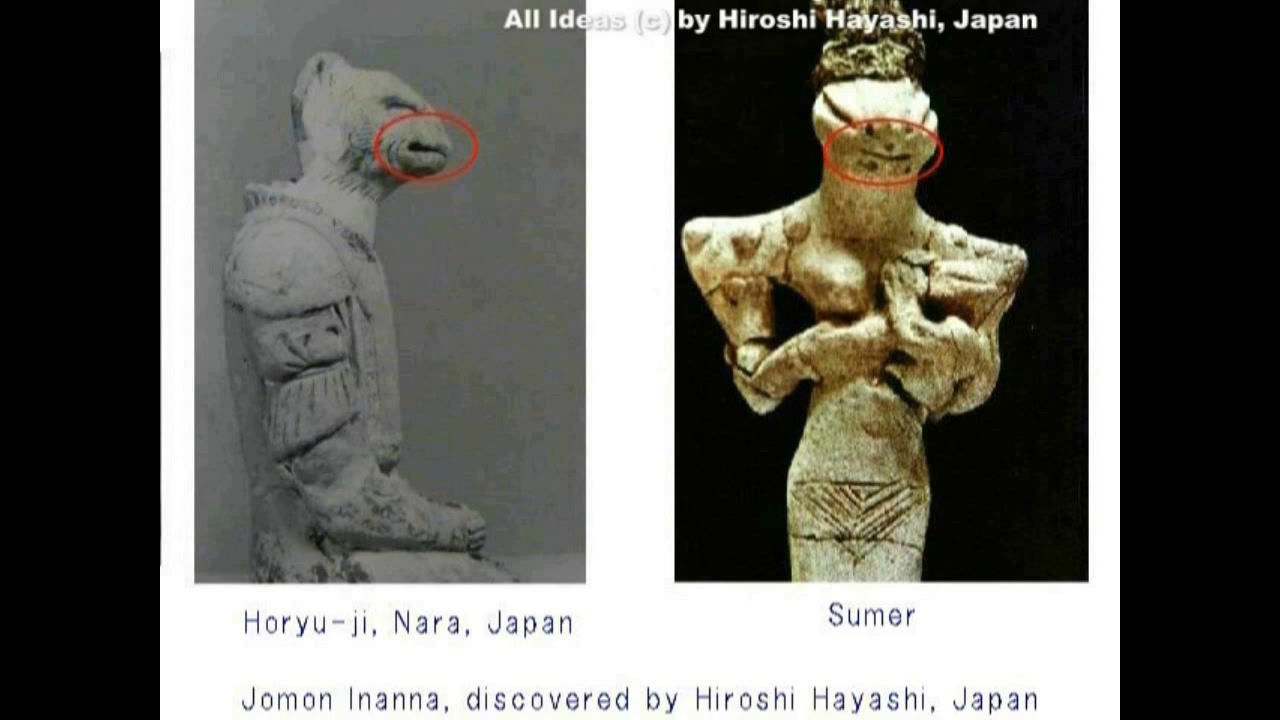 All Ideas (c) by Hiroshi Hayashi, Japan
Horyu-ji, Nara, Japan
Sumer
Jomon Inanna, discovered by Hiroshi Hayashi, Japan